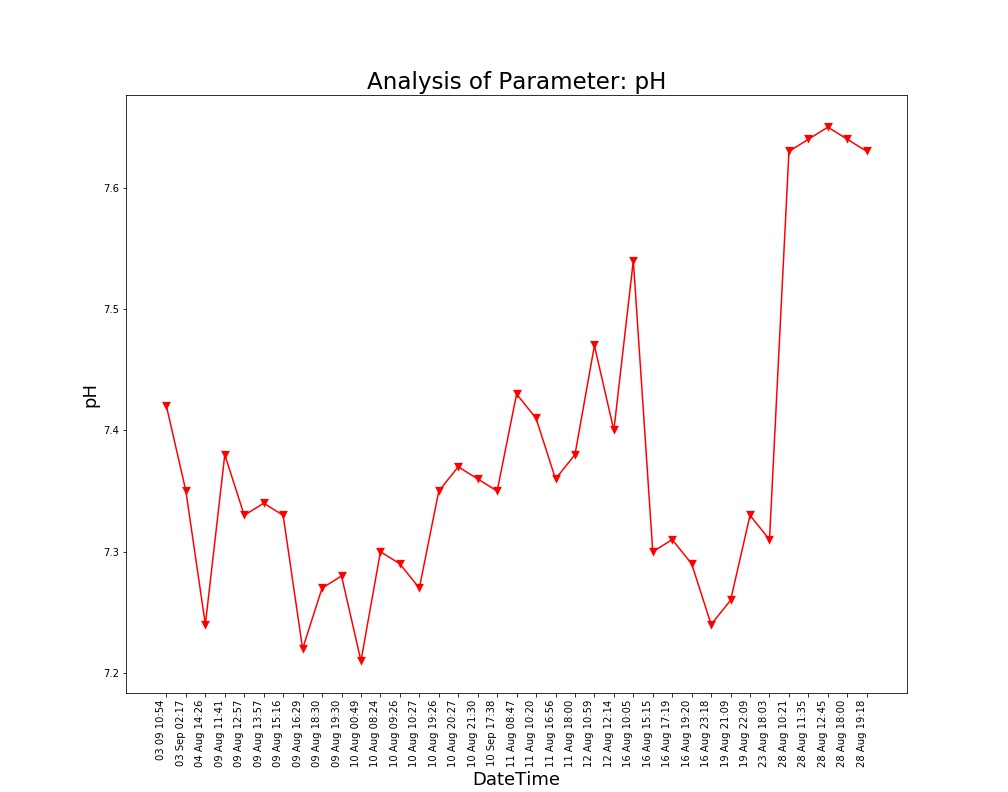 Analysis of Parameter: pH
pH
7.6
7.5
7.4
7.3
7.2
03 09 10:54
03 Sep 02:17
04 Aug 14:26
09 Aug 11:41
09 Aug 12:57
09 Aug 13:57
09 Aug 15:16
09 Aug 16:29
09 Aug 18:30
09 Aug 19:30
10 Aug 00:49
10 Aug 08:24
10 Aug 09:26
10 Aug 10:27
10 Aug 19:26
10 Aug 20:27
10 Aug 21:30
10 Sep 17:38
11 Aug 08:47
11 Aug 10:20
11 Aug 16:56
11 Aug 18:00
12 Aug 10:59
12 Aug 12:14
16 Aug 10:05
16 Aug 15:15
16 Aug 17:19
16 Aug 19:20
16 Aug 23:18
19 Aug 21:09
19 Aug 22:09
23 Aug 18:03
28 Aug 10:21
28 Aug 11:35
28 Aug 12:45
28 Aug 18:00
28 Aug 19:18
DateTime